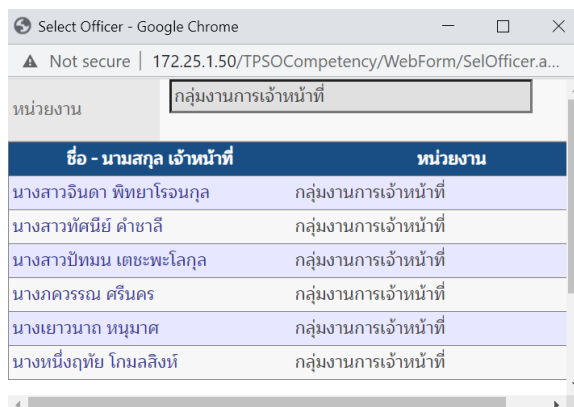 Select Officer - Google Chrome
Not secure | 172.25.1.50/TPSOCompetency/WebForm/SelOfficer.a...
หน่วยงาน กลุ่มงานการเจ้าหน้าที่
ชื่อ - นามสกุล เจ้าหน้าที่ หน่วยงาน
นางสาวจินดา พิทยาโรจนกุล กลุ่มงานการเจ้าหน้าที่
นางสาวทัศนีย์ คำชาลี กลุ่มงานการเจ้าหน้าที่
นางสาวปัทมน เตชะพะโลกุล กลุ่มงานการเจ้าหน้าที่
นางภควรรณ ศรีนคร กลุ่มงานการเจ้าหน้าที่
นางเยาวนาถ หนุมาศ กลุ่มงานการเจ้าหน้าที่
นางหนึ่งฤทัย โกมลสิงห์ กลุ่มงานการเจ้าหน้าที่